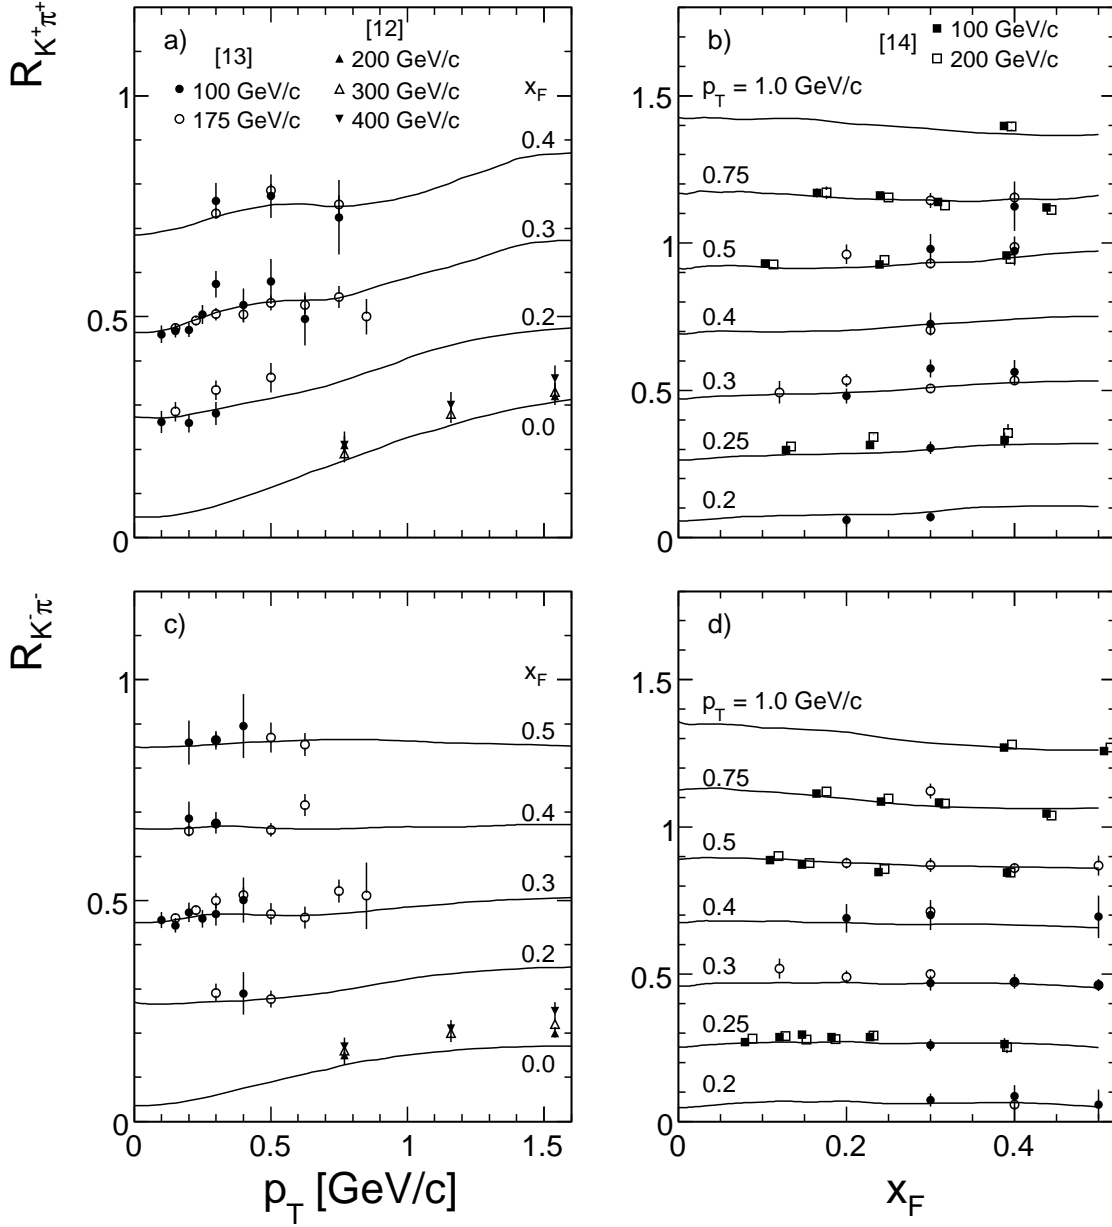 R_{K⁺π⁺}
a)
[12]
[13]
200 GeV/c
100 GeV/c
300 GeV/c
175 GeV/c
400 GeV/c
x_F
0.4
0.3
0.2
0.0
1
0.5
0
b)
[14]
100 GeV/c
200 GeV/c
p_T = 1.0 GeV/c
0.75
0.5
0.4
0.3
0.25
0.2
1.5
1
0.5
0
R_{K⁻π⁻}
c)
x_F
0.5
0.4
0.3
0.2
0.0
1
0.5
0
0 0.5 1 1.5
p_T [GeV/c]
d)
p_T = 1.0 GeV/c
0.75
0.5
0.4
0.3
0.25
0.2
1.5
1
0.5
0
0 0.2 0.4
x_F